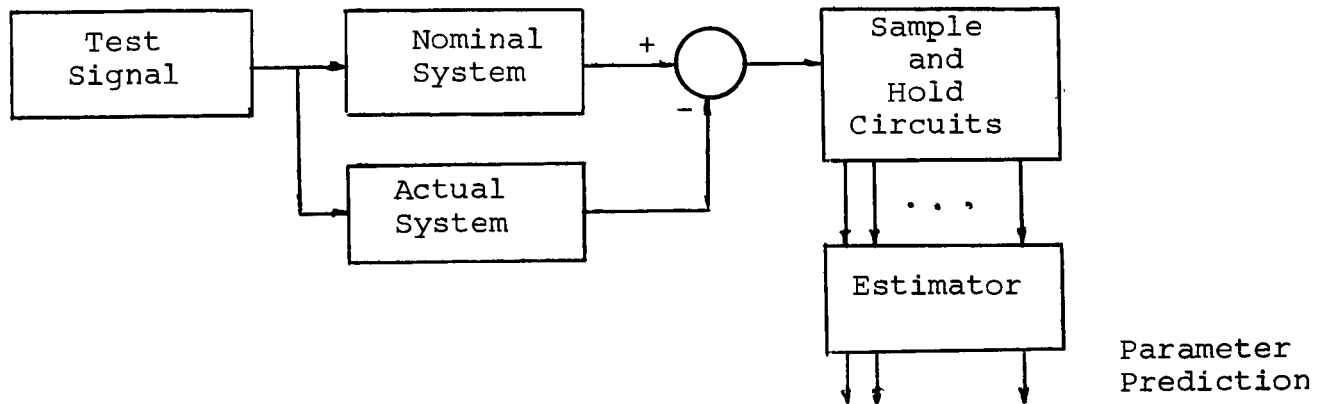 Test
Signal
Nominal
System
+
-
Actual
System
Sample
and
Hold
Circuits
. . .
Estimator
Parameter
Prediction